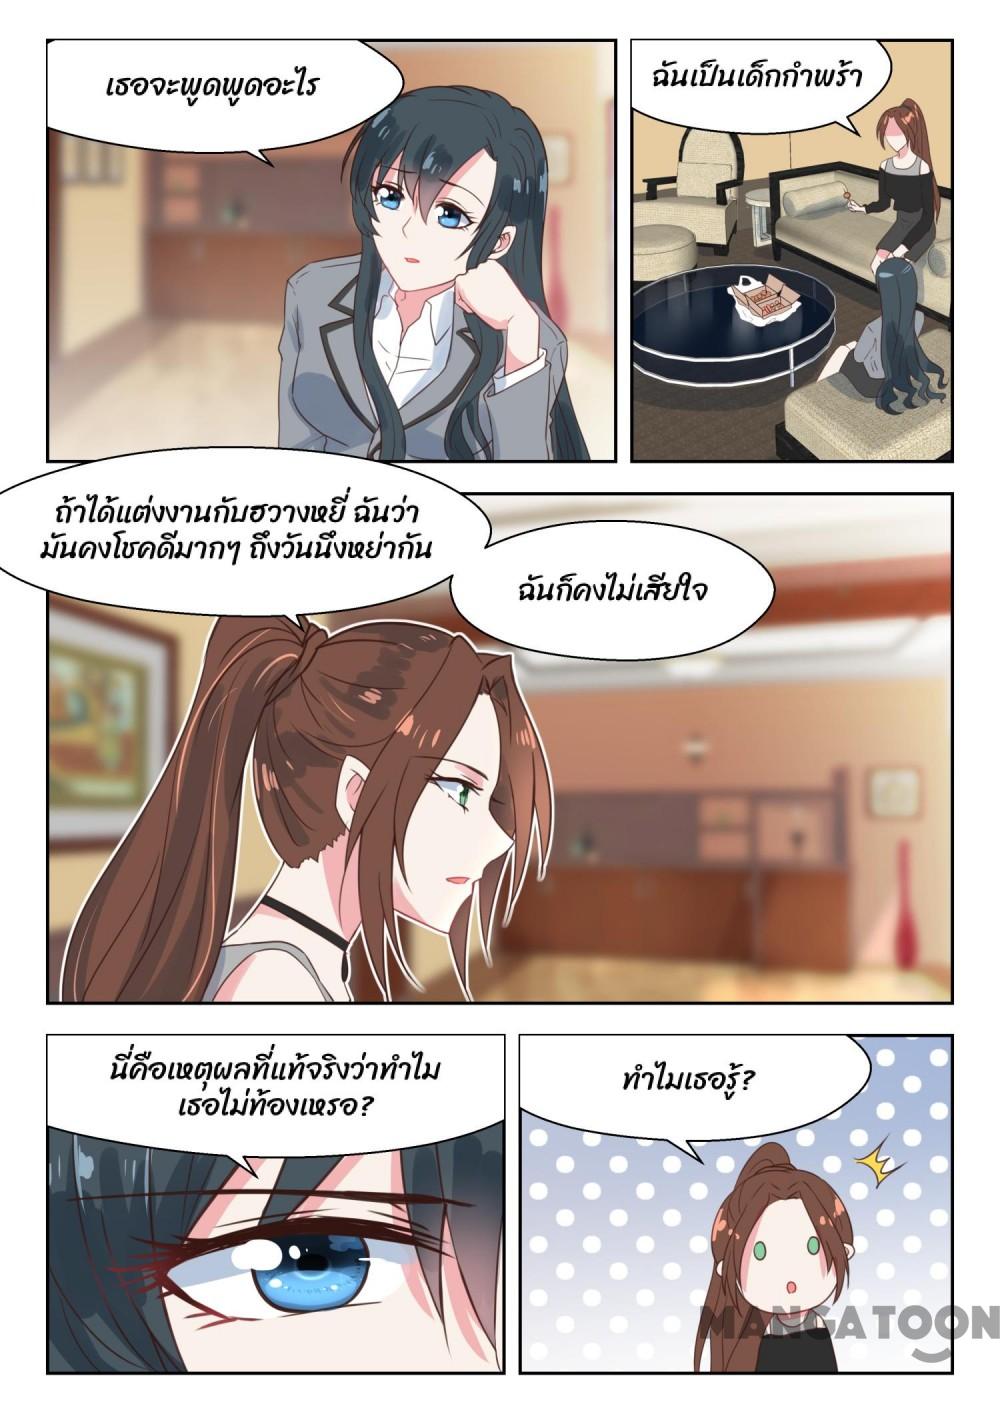 เธอจะพูดพูดอะไร
ฉันเป็นเด็กกำพร้า
ถ้าได้แต่งงานกับฮวางหยี่ ฉันว่า
มันคงโชคดีมากๆ ถึงวันนึงหย่ากัน
ฉันก็คงไม่เสียใจ
นี่คือเหตุผลที่แท้จริงว่าทำไม
เธอไม่ท้องเหรอ?
ทำไมเธอรู้?
MANGATOON